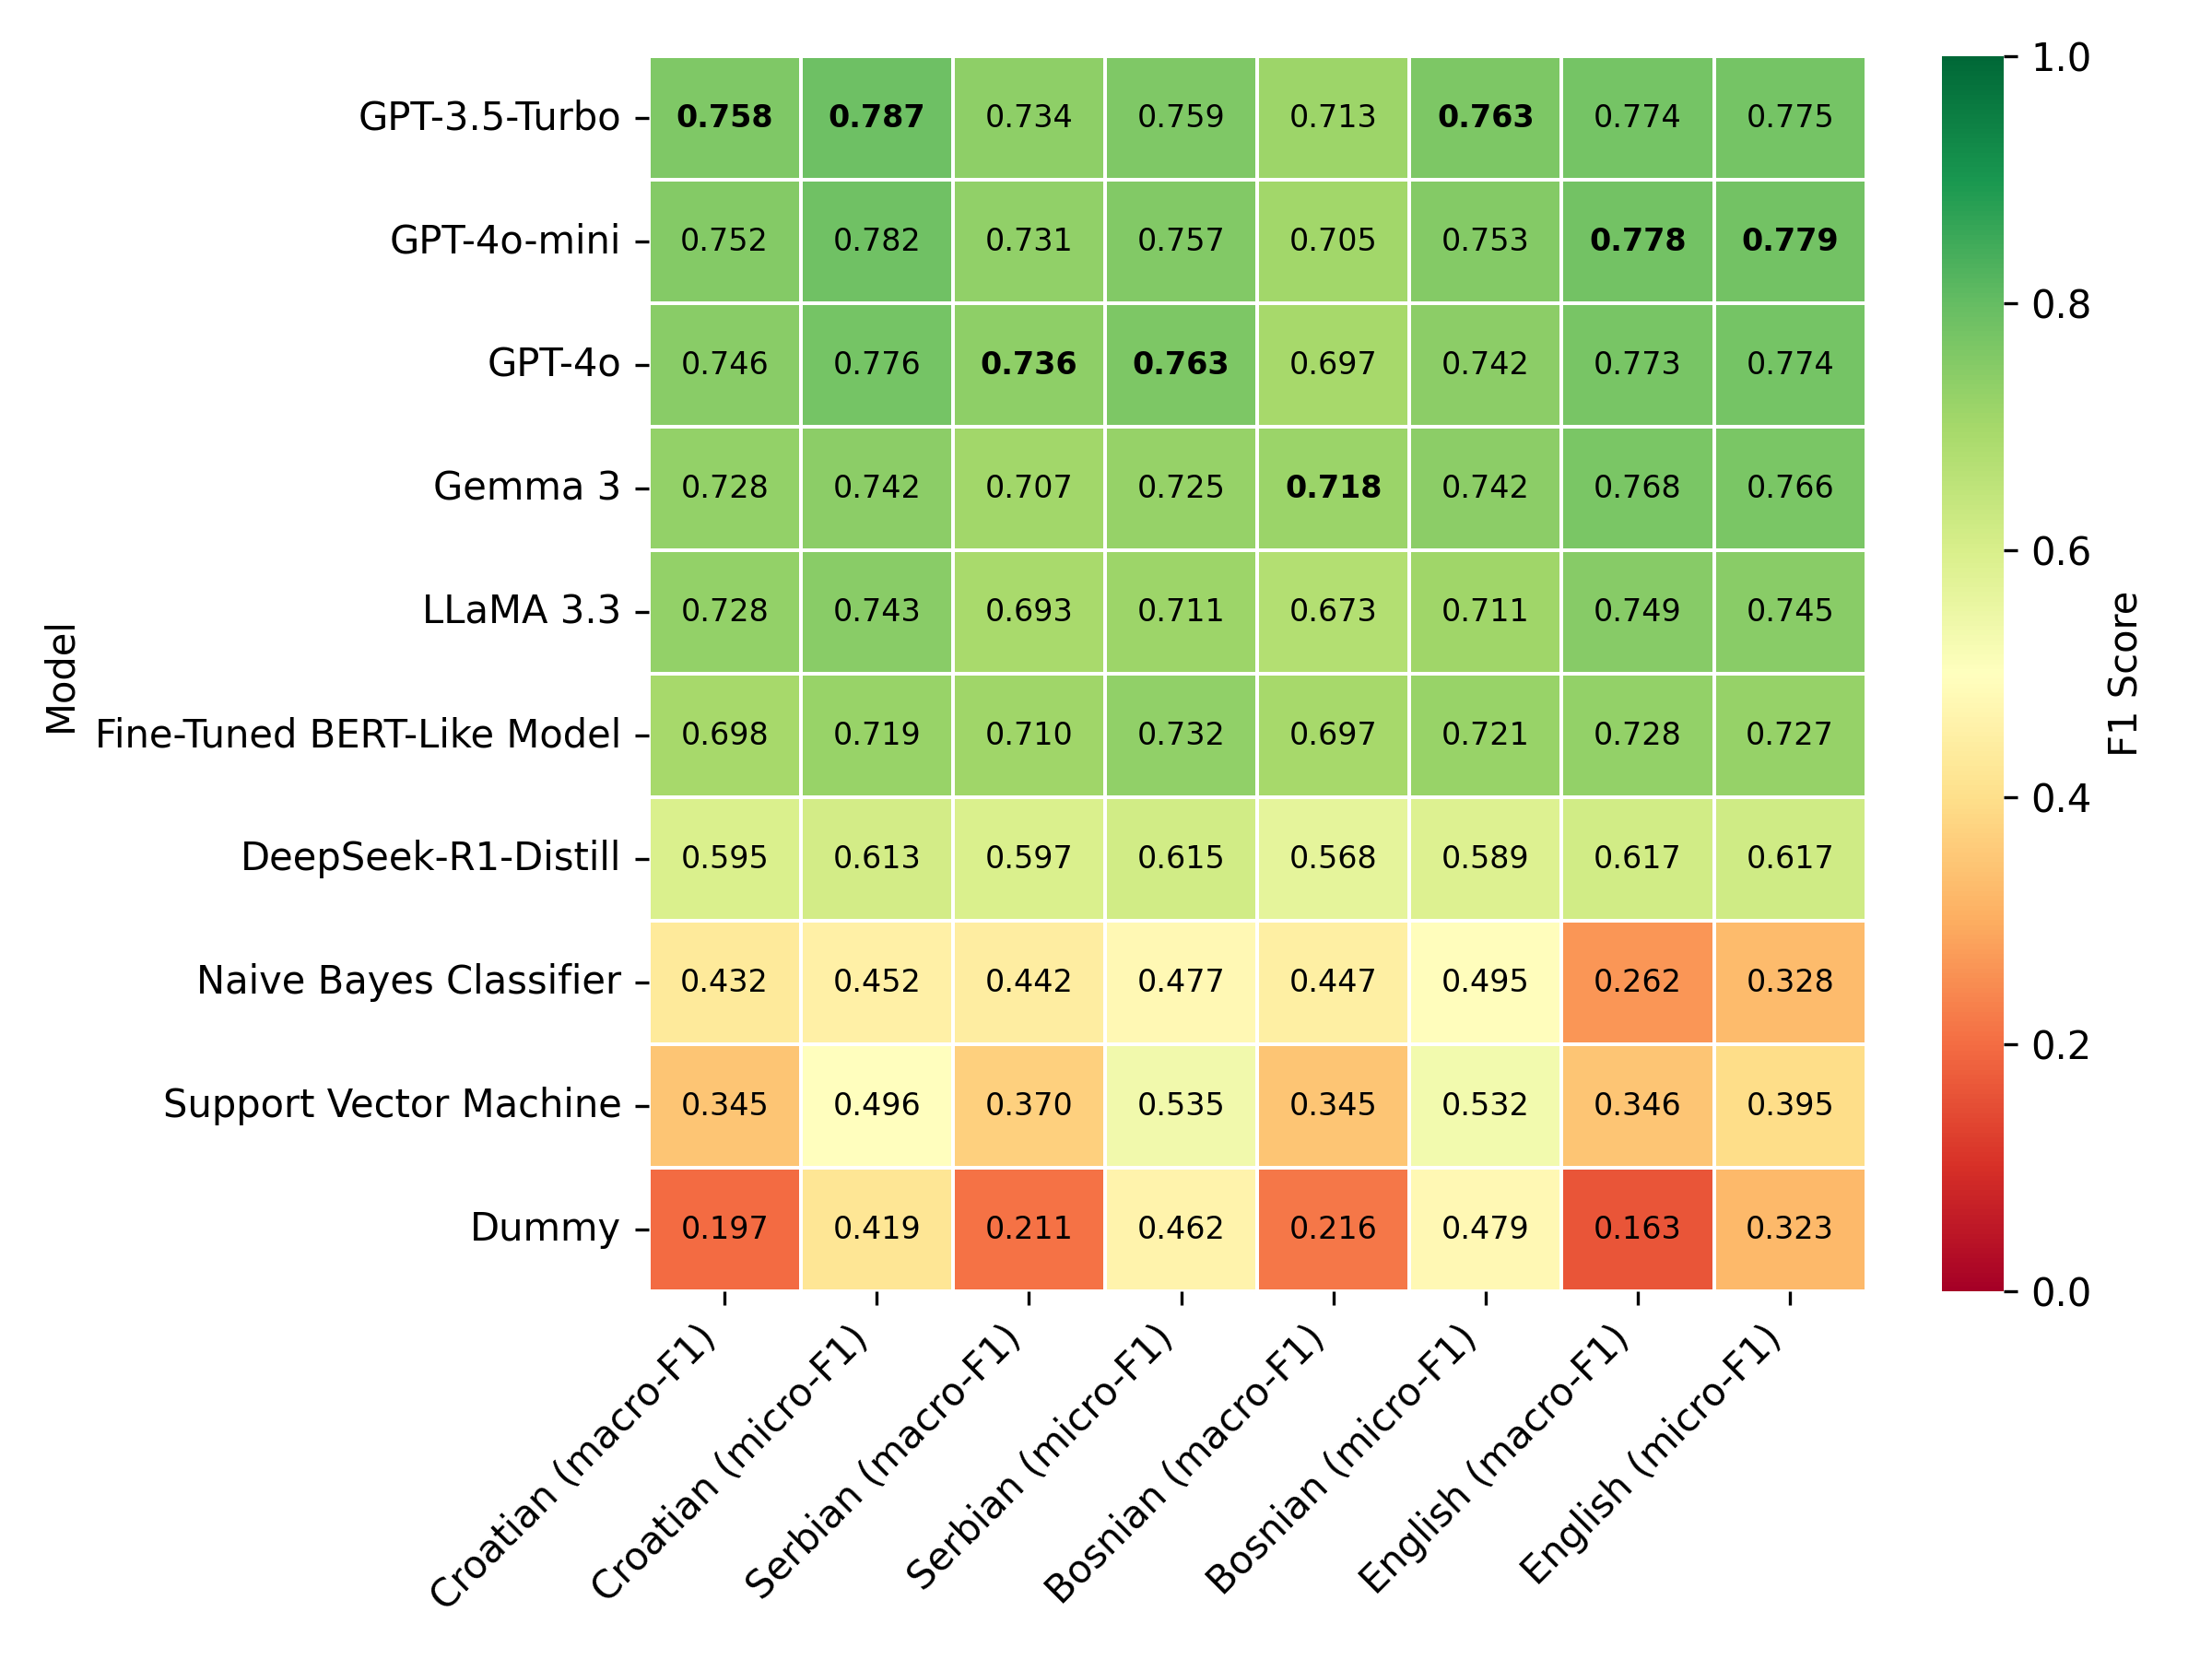 Model
GPT-3.5-Turbo 0.758 0.787 0.734 0.759 0.713 0.763 0.774 0.775
GPT-4o-mini 0.752 0.782 0.731 0.757 0.705 0.753 0.778 0.779
GPT-4o 0.746 0.776 0.736 0.763 0.697 0.742 0.773 0.774
Gemma 3 0.728 0.742 0.707 0.725 0.718 0.742 0.768 0.766
LLaMA 3.3 0.728 0.743 0.693 0.711 0.673 0.711 0.749 0.745
Fine-Tuned BERT-Like Model 0.698 0.719 0.710 0.732 0.697 0.721 0.728 0.727
DeepSeek-R1-Distill 0.595 0.613 0.597 0.615 0.568 0.589 0.617 0.617
Naive Bayes Classifier 0.432 0.452 0.442 0.477 0.447 0.495 0.262 0.328
Support Vector Machine 0.345 0.496 0.370 0.535 0.345 0.532 0.346 0.395
Dummy 0.197 0.419 0.211 0.462 0.216 0.479 0.163 0.323
Croatian (macro-F1)
Croatian (micro-F1)
Serbian (macro-F1)
Serbian (micro-F1)
Bosnian (macro-F1)
Bosnian (micro-F1)
English (macro-F1)
English (micro-F1)
1.0
0.8
0.6
0.4
0.2
0.0
F1 Score